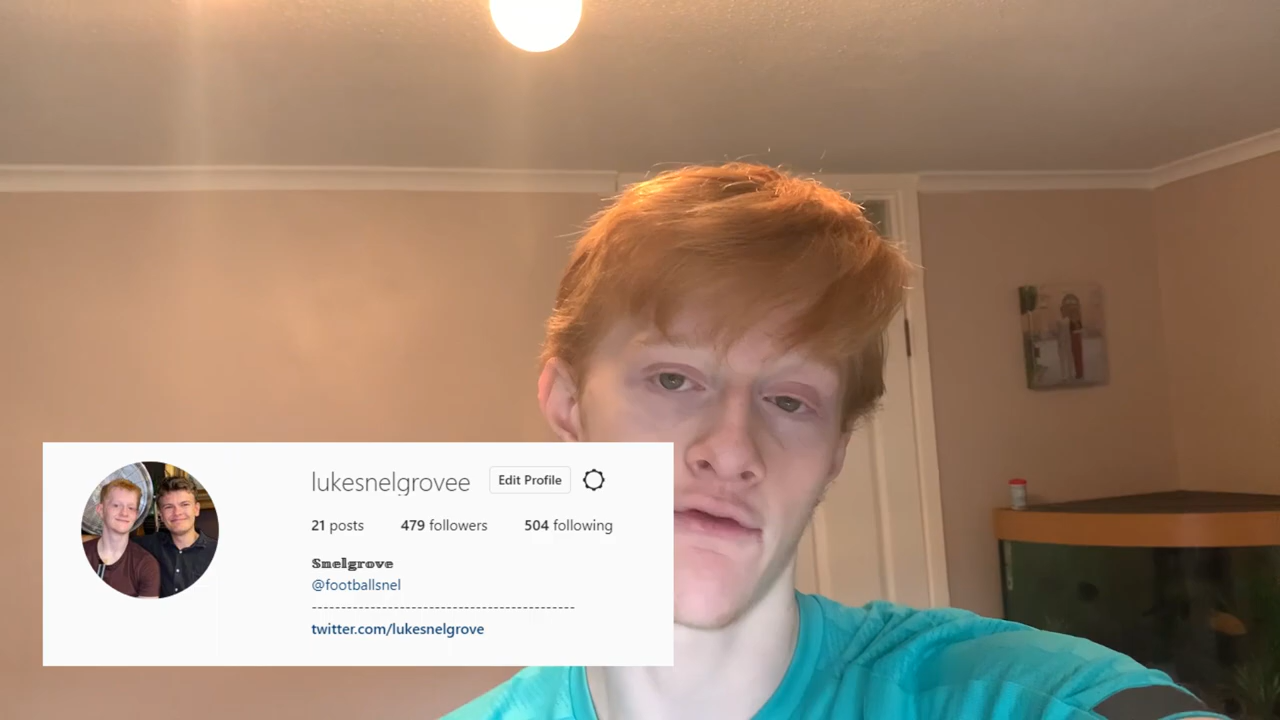 lukesnelgrovee Edit Profile
21 posts 479 followers 504 following
Snelgrove
@footballsnel
--------------------------------------------
twitter.com/lukesnelgrove